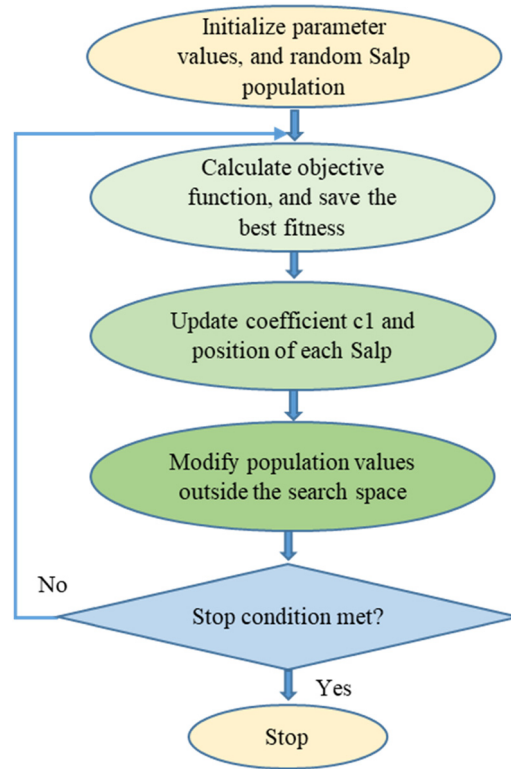 Initialize parameter
values, and random Salp
population
Calculate objective
function, and save the
best fitness
Update coefficient c1 and
position of each Salp
Modify population values
outside the search space
No
Stop condition met?
Yes
Stop